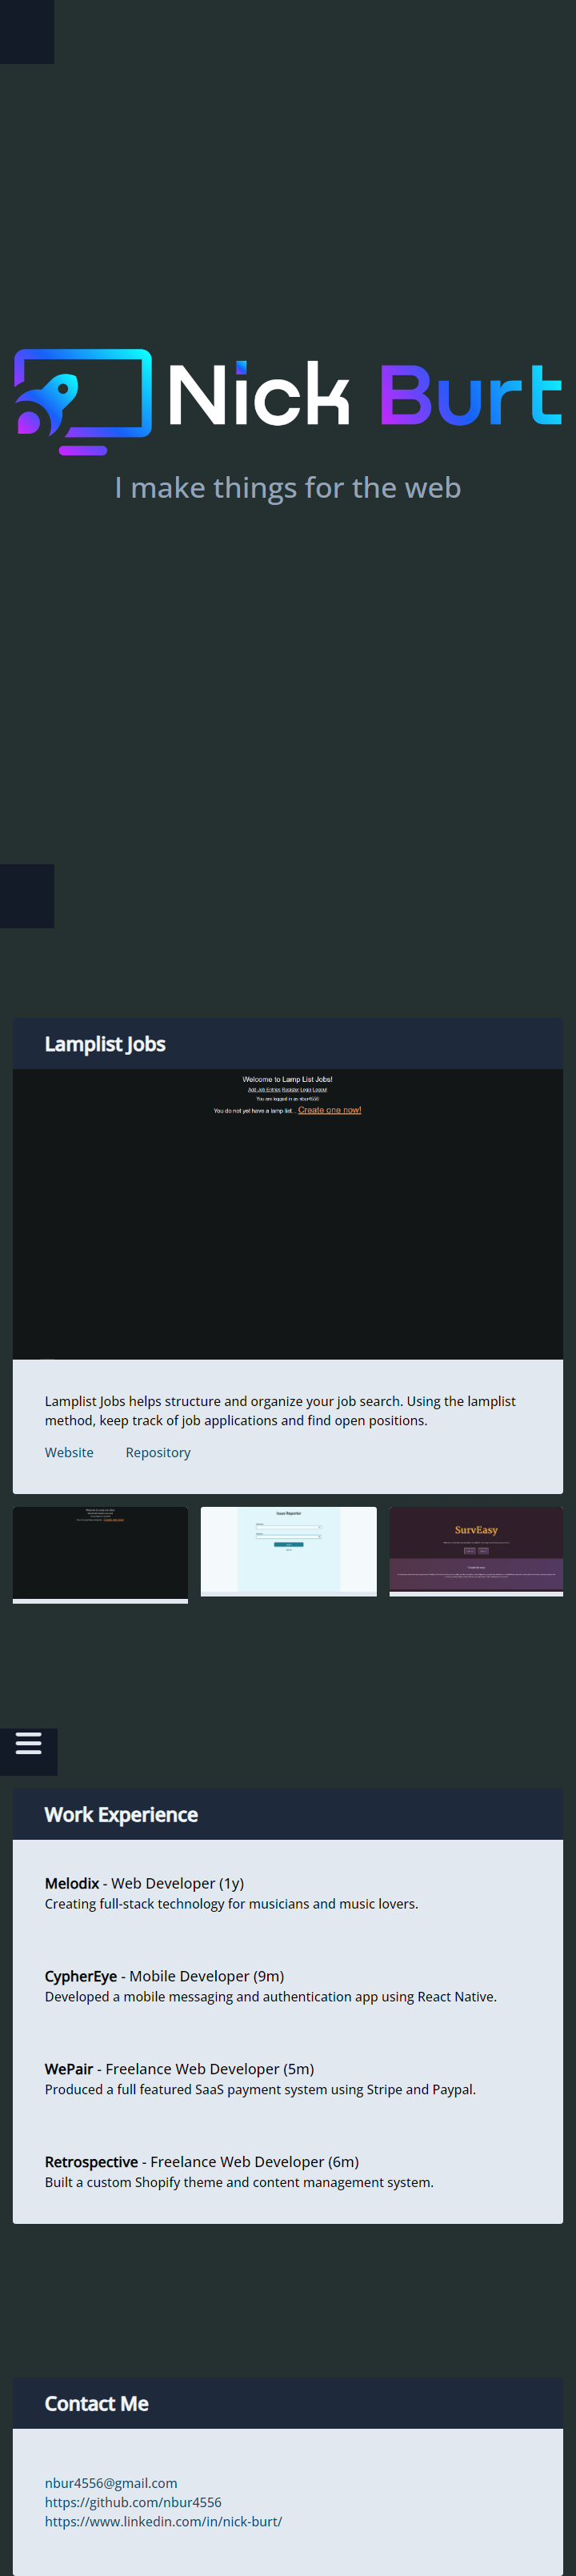 Nick Burt
I make things for the web
Lamplist Jobs
Welcome to Lamp List Jobs!
Add Job Entries Register Login Logout
You are logged in as nbur4556
You do not yet have a lamp list... Create one now!
Lamplist Jobs helps structure and organize your job search. Using the lamplist
method, keep track of job applications and find open positions.
Website Repository
Issue Reporter
SurvEasy
Work Experience
Melodix - Web Developer (1y)
Creating full-stack technology for musicians and music lovers.
CypherEye - Mobile Developer (9m)
Developed a mobile messaging and authentication app using React Native.
WePair - Freelance Web Developer (5m)
Produced a full featured SaaS payment system using Stripe and Paypal.
Retrospective - Freelance Web Developer (6m)
Built a custom Shopify theme and content management system.
Contact Me
nbur4556@gmail.com
https://github.com/nbur4556
https://www.linkedin.com/in/nick-burt/